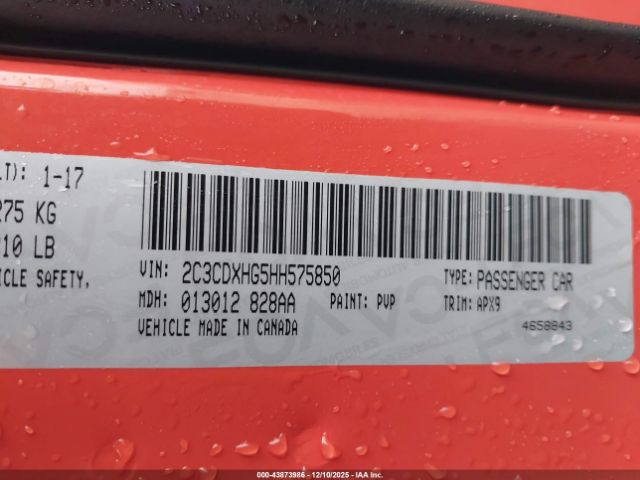 LT): 1-17
275 KG
10 LB
ICLE SAFETY,
VIN: 2C3CDXHG5HH575850
TYPE: PASSENGER CAR
MDH: 013012 828AA
PAINT: PVP
TRIM: APX9
VEHICLE MADE IN CANADA
4658843
000-43873986 - 12/10/2025 - IAA Inc.